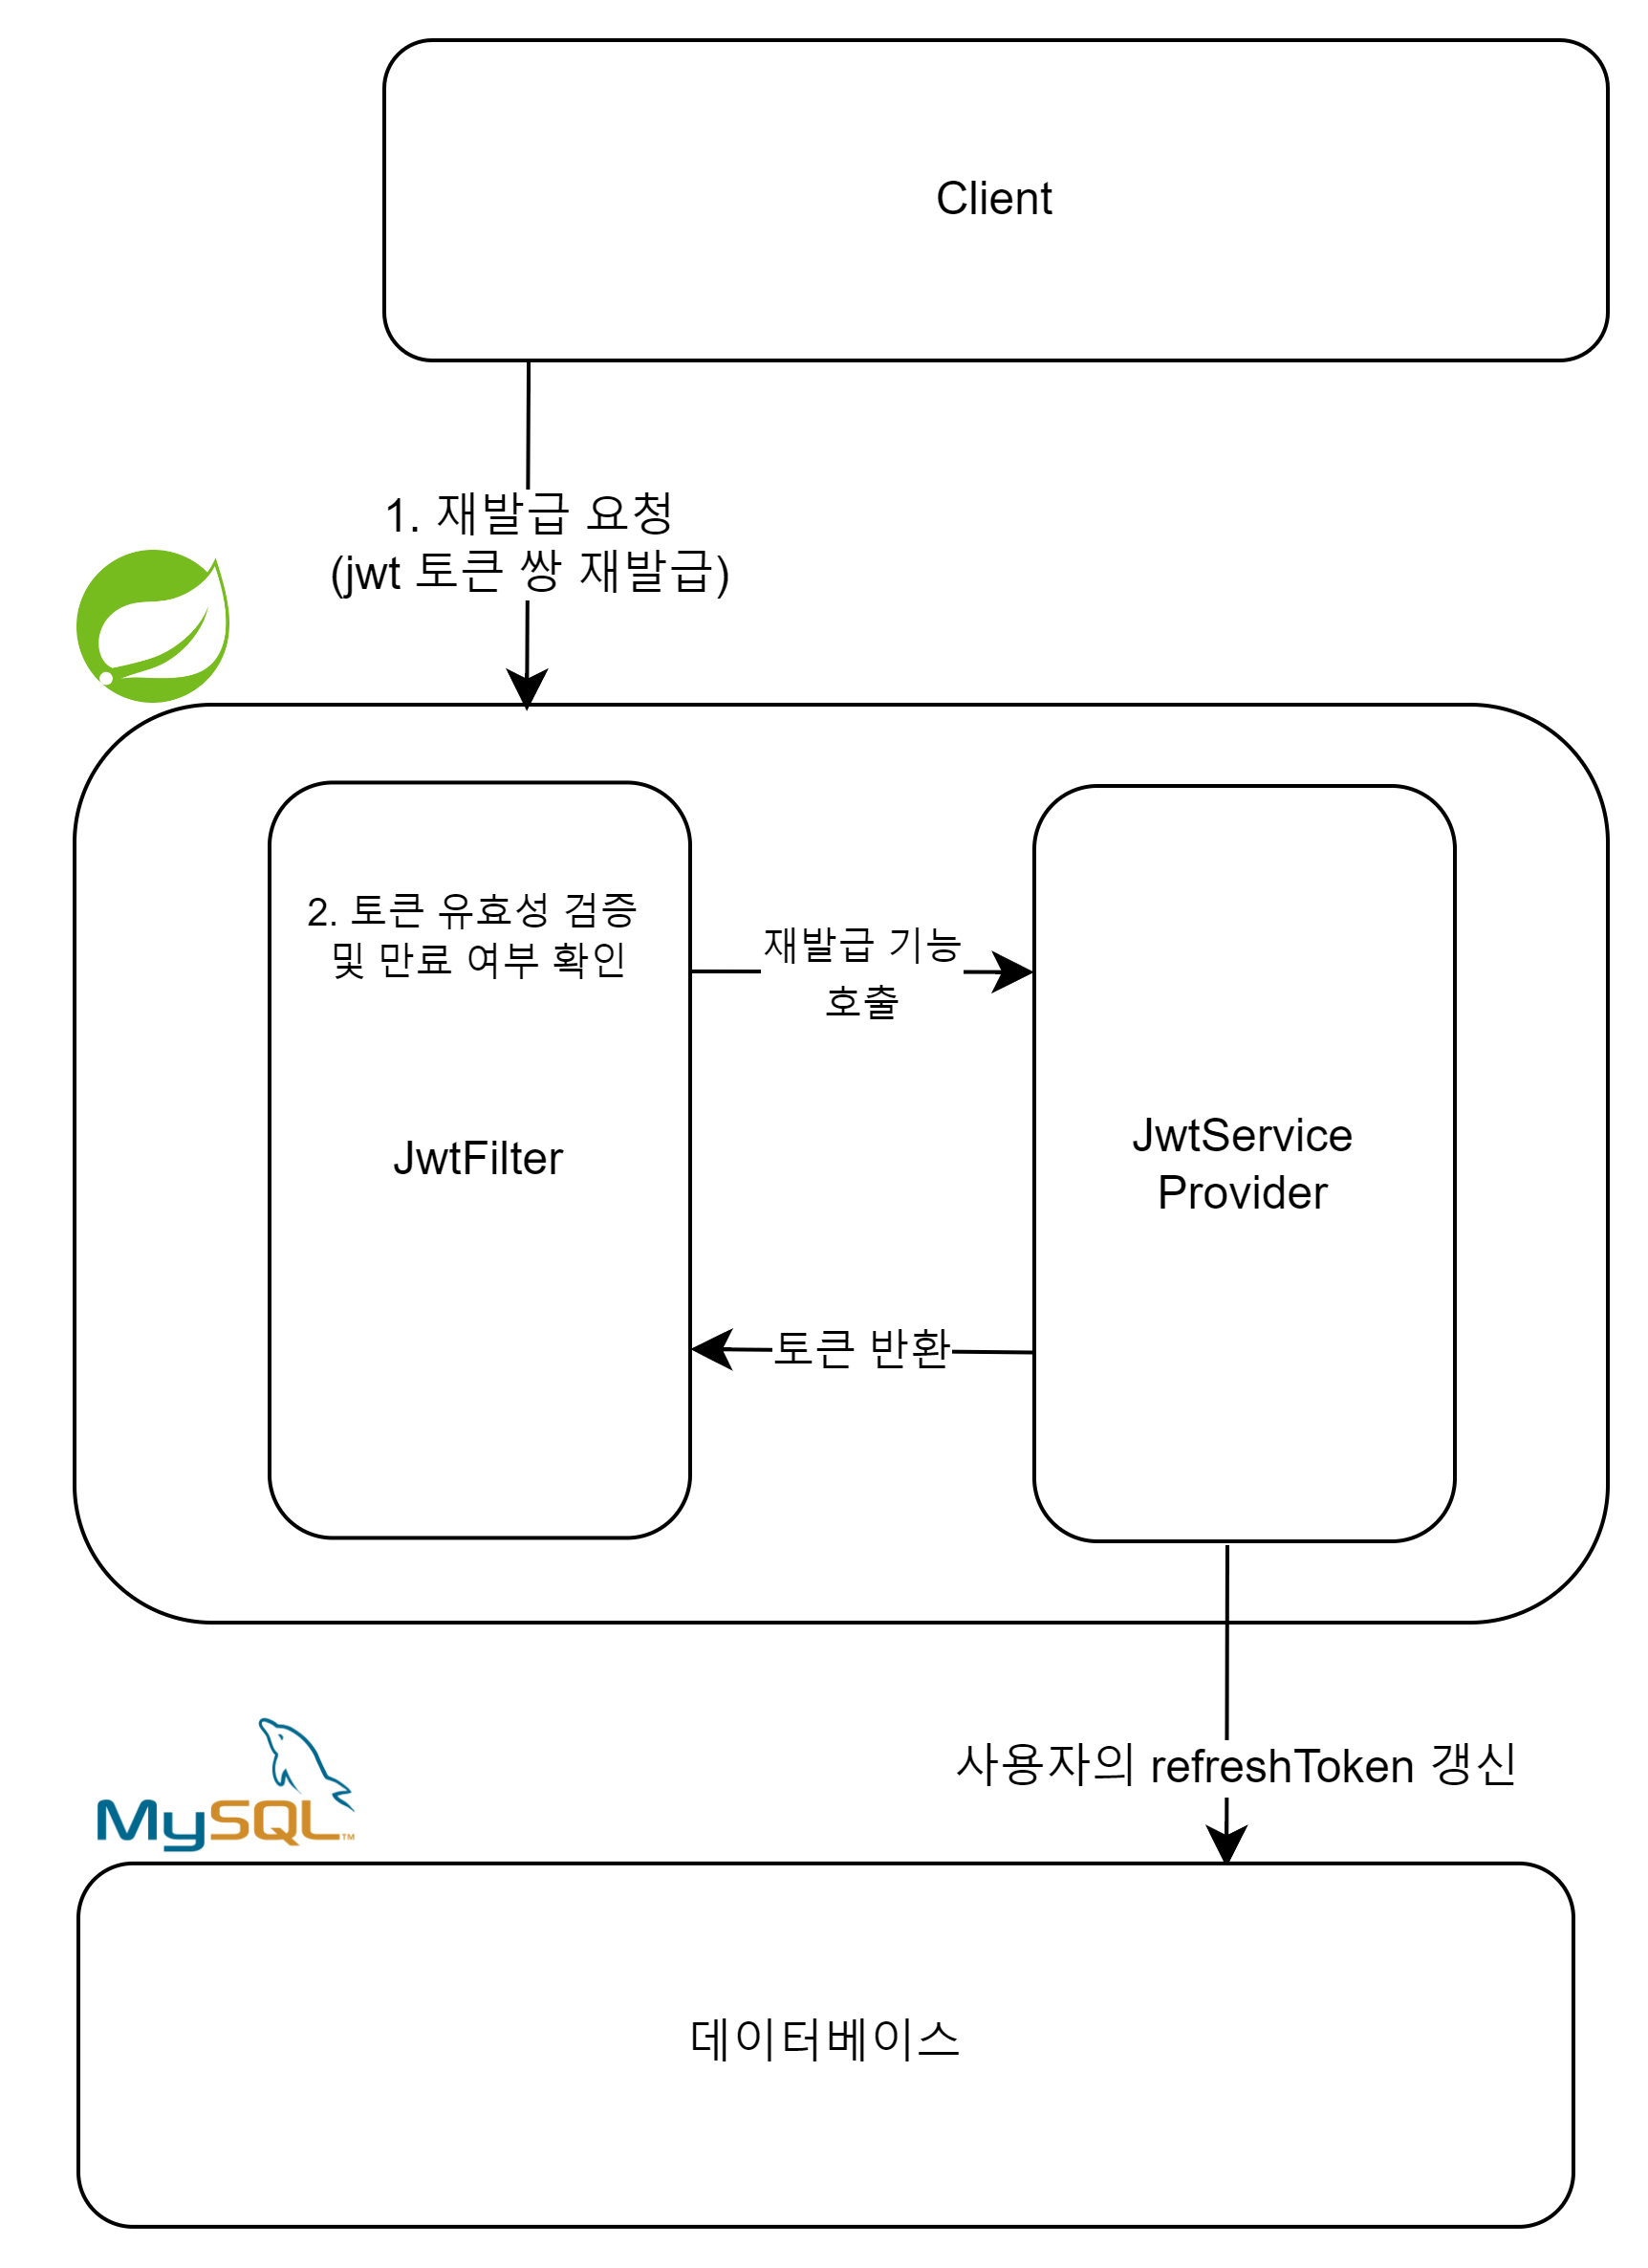 Client
1. 재발급 요청
(jwt 토큰 쌍 재발급)
2. 토큰 유효성 검증
및 만료 여부 확인
재발급 기능
호출
JwtFilter
JwtService
Provider
토큰 반환
사용자의 refreshToken 갱신
MySQL™
데이터베이스